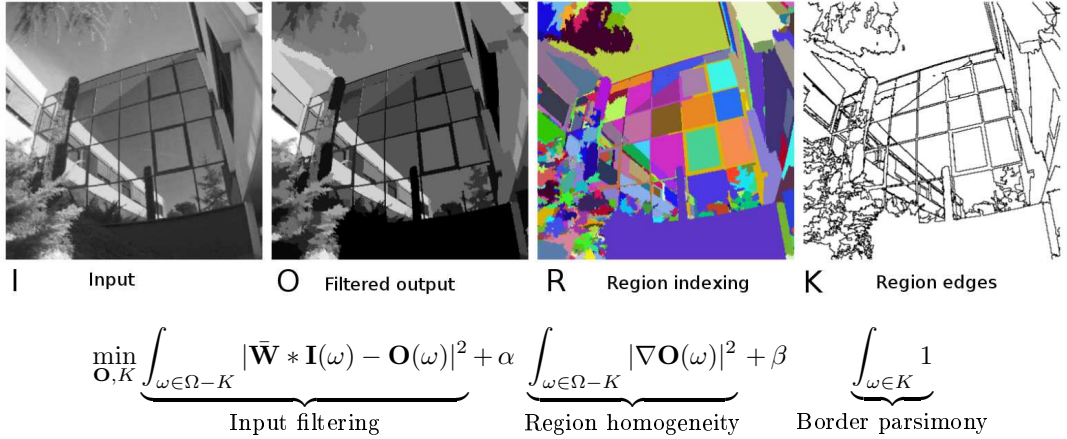 I Input O Filtered output R Region indexing K Region edges
min_{O,K} ∫_{ω∈Ω−K} |W̄ ∗ I(ω) − O(ω)|² + α ∫_{ω∈Ω−K} |∇O(ω)|² + β ∫_{ω∈K} 1
Input filtering Region homogeneity Border parsimony